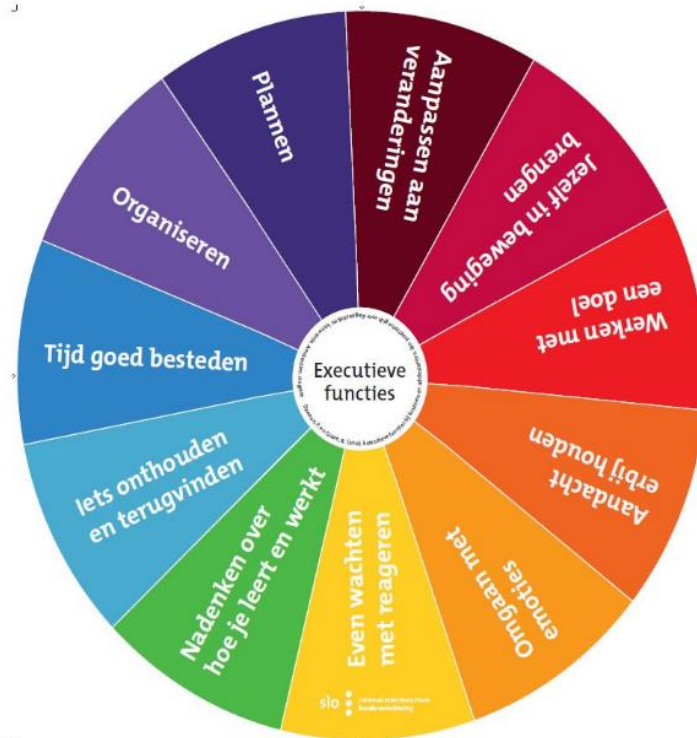 Executieve
functies
Aanpassen aan
veranderingen
Jezelf in beweging
brengen
Werken met
een doel
Aandacht
erbij houden
Omgaan met
emoties
Even wachten
met reageren
Nadenken over
hoe je leert en werkt
Iets onthouden
en terugvinden
Tijd goed besteden
Organiseren
Plannen
slo